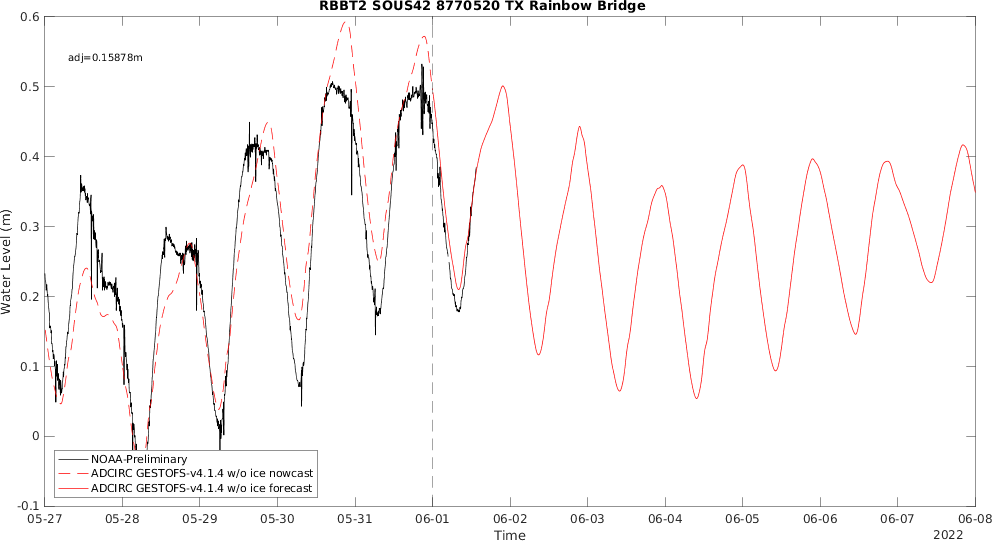 RBBT2 SOUS42 8770520 TX Rainbow Bridge
adj=0.15878m
0.6
0.5
0.4
0.3
0.2
0.1
0
-0.1
Water Level (m)
NOAA-Preliminary
ADCIRC GESTOFS-v4.1.4 w/o ice nowcast
ADCIRC GESTOFS-v4.1.4 w/o ice forecast
05-27 05-28 05-29 05-30 05-31 06-01 06-02 06-03 06-04 06-05 06-06 06-07 06-08
Time
2022